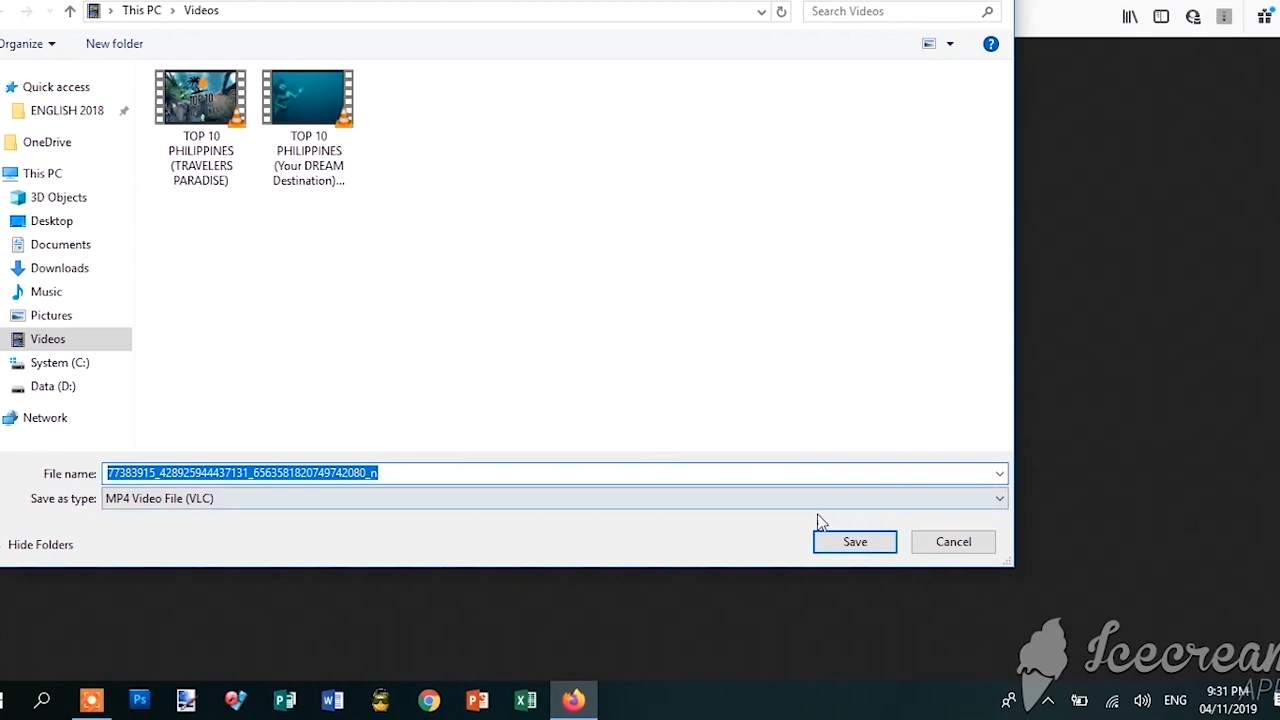 This PC > Videos
Search Videos
Organize
New folder
Quick access
ENGLISH 2018
OneDrive
This PC
3D Objects
Desktop
Documents
Downloads
Music
Pictures
Videos
System (C:)
Data (D:)
Network
TOP 10
PHILIPPINES
(TRAVELERS
PARADISE)
TOP 10
PHILIPPINES
(Your DREAM
Destination)...
File name: 77383915_428925944437131_6563581820749742080_n
Save as type: MP4 Video File (VLC)
Hide Folders
Save
Cancel
Icecream
APP
ENG
9:31 PM
04/11/2019